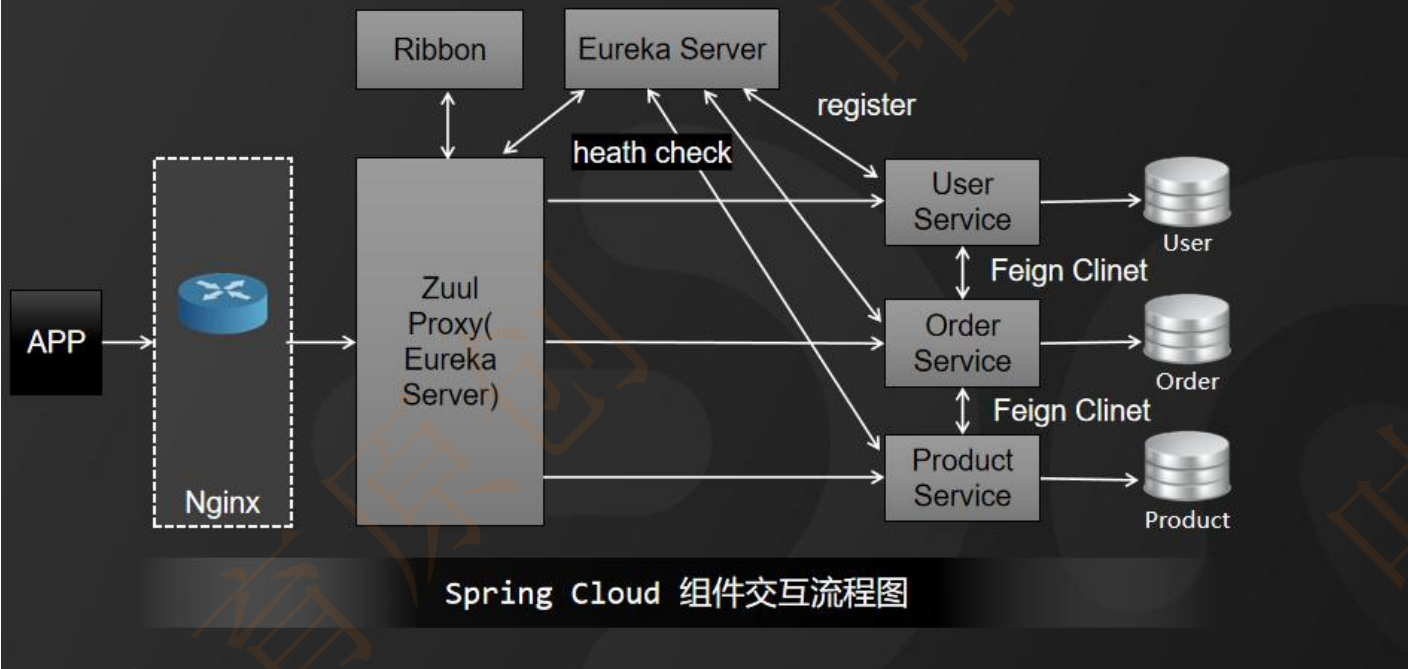 Ribbon
Eureka Server
register
heath check
User
Service
User
Feign Clinet
APP
Zuul
Proxy(
Eureka
Server)
Order
Service
Order
Feign Clinet
Nginx
Product
Service
Product
Spring Cloud 组件交互流程图